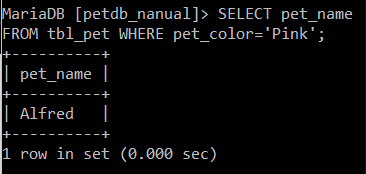 MariaDB [petdb_nanual]> SELECT pet_name
FROM tbl_pet WHERE pet_color='Pink';
+----------+
| pet_name |
+----------+
| Alfred   |
+----------+
1 row in set (0.000 sec)